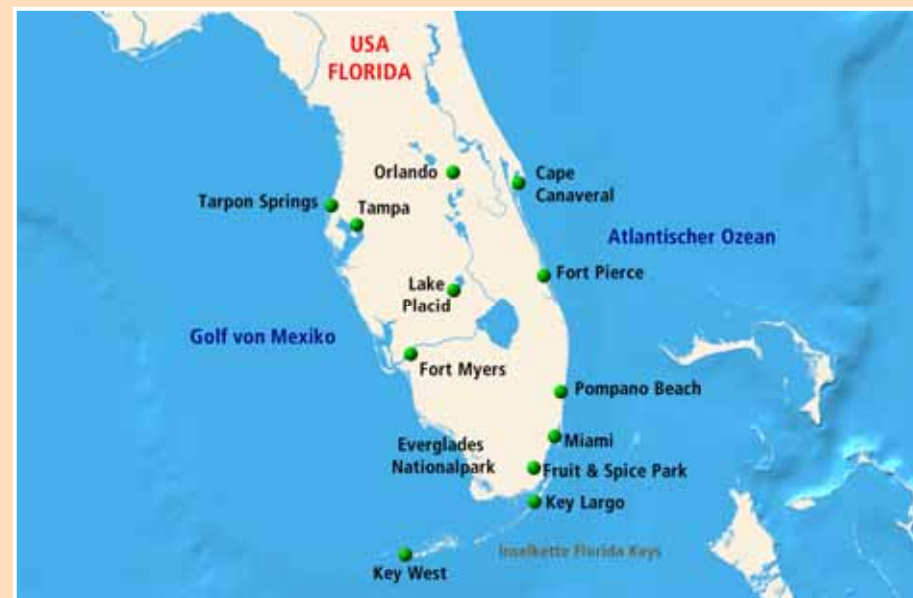 USA
FLORIDA
Orlando
Cape
Canaveral
Tarpon Springs
Tampa
Atlantischer Ozean
Fort Pierce
Lake
Placid
Golf von Mexiko
Fort Myers
Pompano Beach
Everglades
Nationalpark
Miami
Fruit & Spice Park
Key Largo
Inselkette Florida Keys
Key West